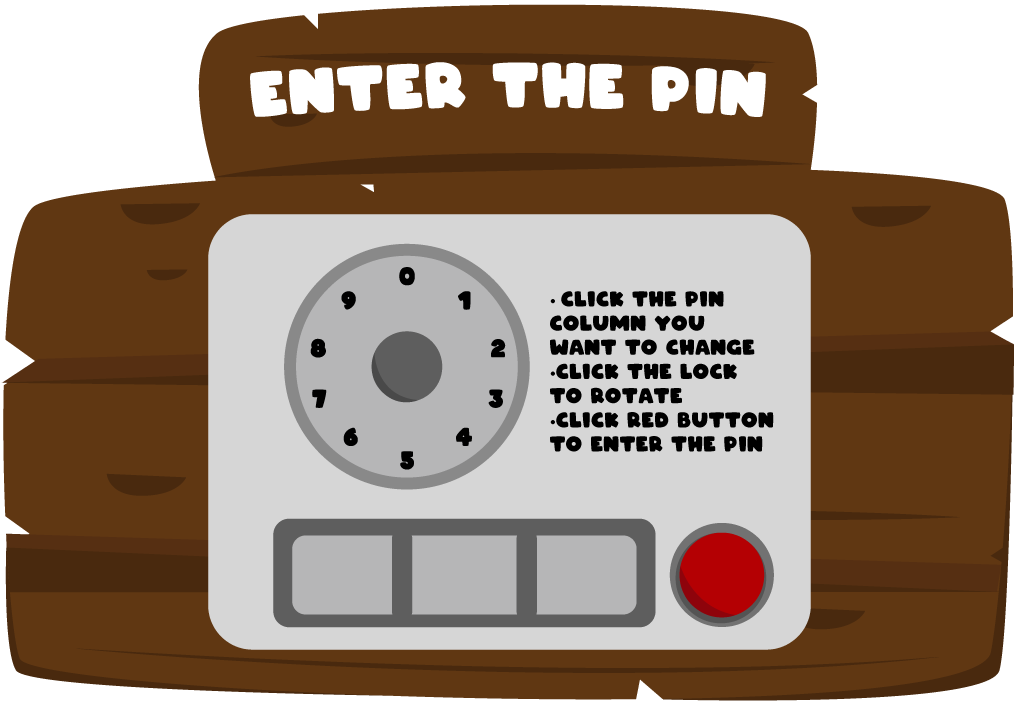 ENTER THE PIN
0
9 1
8 2
7 3
6 4
5
· CLICK THE PIN
COLUMN YOU
WANT TO CHANGE
·CLICK THE LOCK
TO ROTATE
·CLICK RED BUTTON
TO ENTER THE PIN